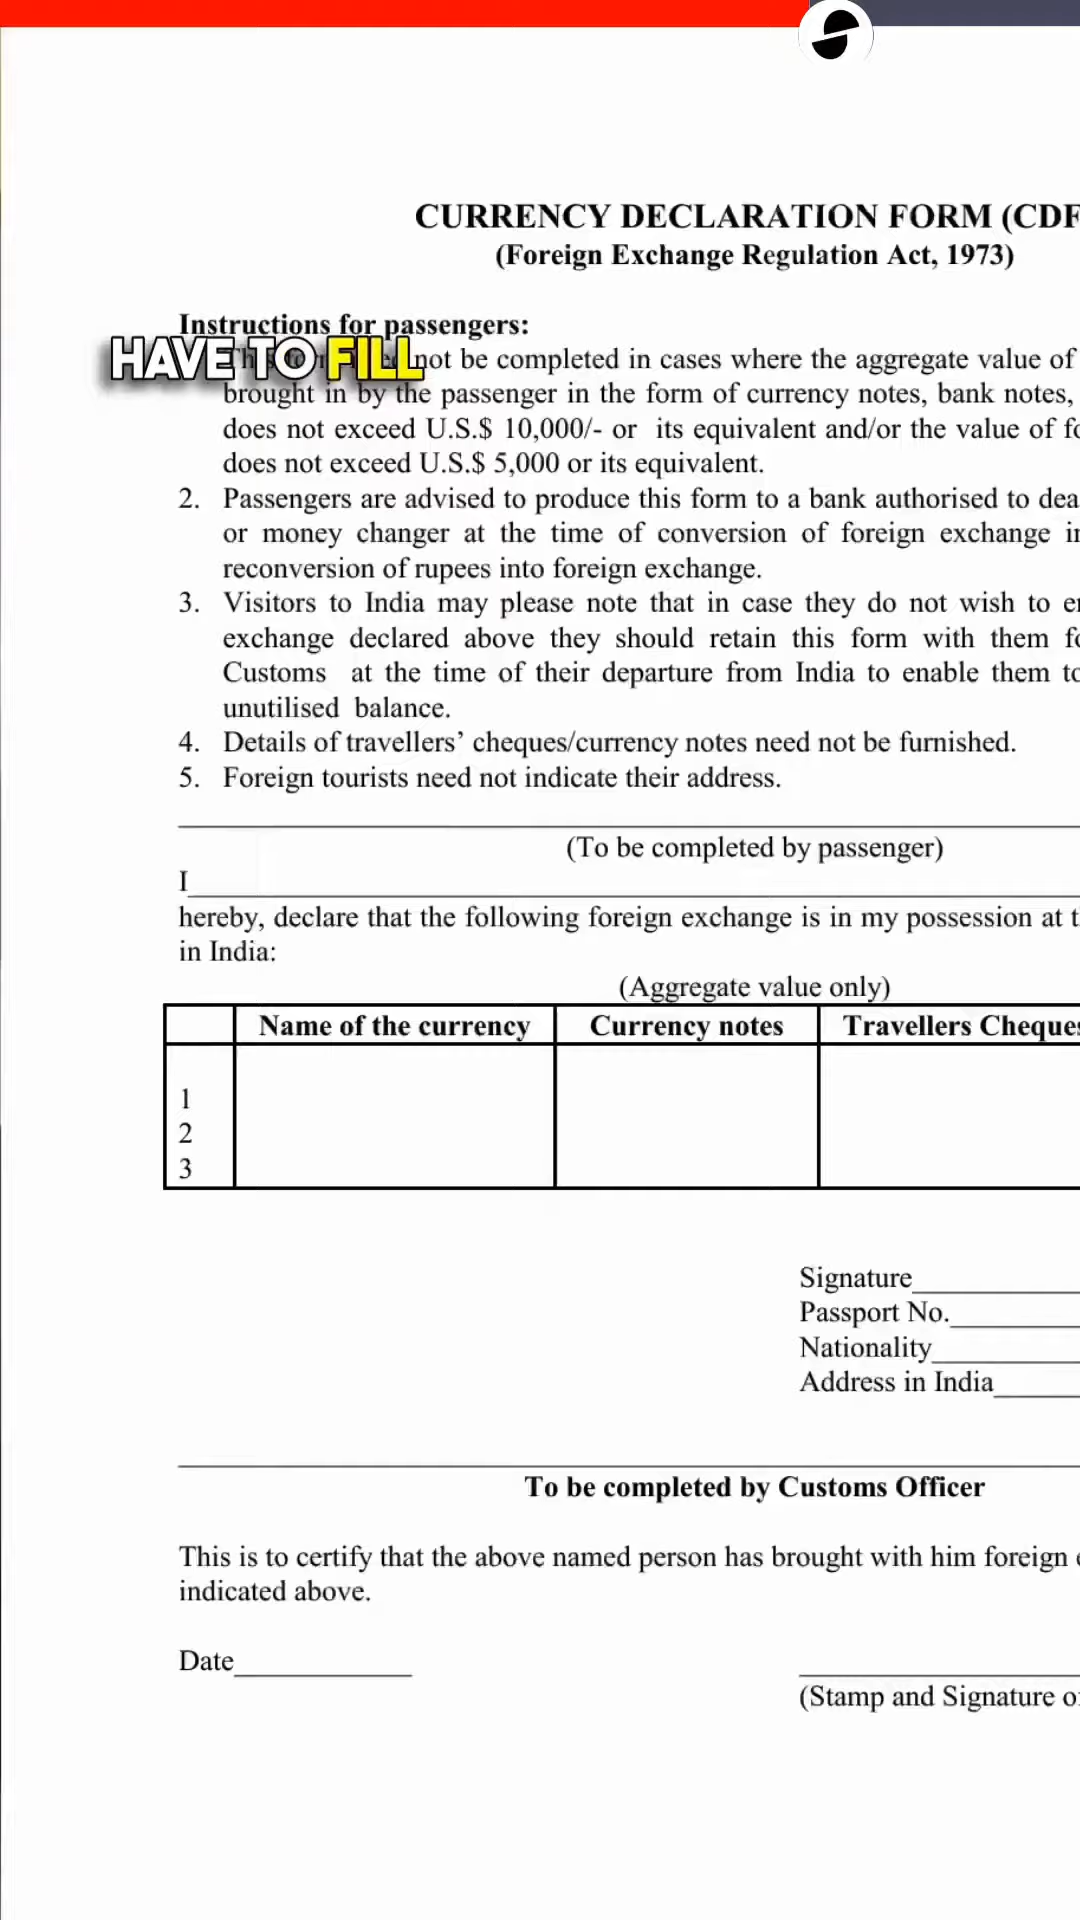 CURRENCY DECLARATION FORM (CDF
(Foreign Exchange Regulation Act, 1973)
Instructions for passengers:
HAVE TO FILL
not be completed in cases where the aggregate value of
brought in by the passenger in the form of currency notes, bank notes,
does not exceed U.S.$ 10,000/- or its equivalent and/or the value of
does not exceed U.S.$ 5,000 or its equivalent.
2. Passengers are advised to produce this form to a bank authorised to
or money changer at the time of conversion of foreign exchange
reconversion of rupees into foreign exchange.
3. Visitors to India may please note that in case they do not wish to
exchange declared above they should retain this form with them
Customs at the time of their departure from India to enable them to
unutilised balance.
4. Details of travellers’ cheques/currency notes need not be furnished.
5. Foreign tourists need not indicate their address.
(To be completed by passenger)
I
hereby, declare that the following foreign exchange is in my possession at
in India:
(Aggregate value only)
Name of the currency Currency notes Travellers Cheques
1
2
3
Signature
Passport No.
Nationality
Address in India
To be completed by Customs Officer
This is to certify that the above named person has brought with him foreign
indicated above.
Date
(Stamp and Signature